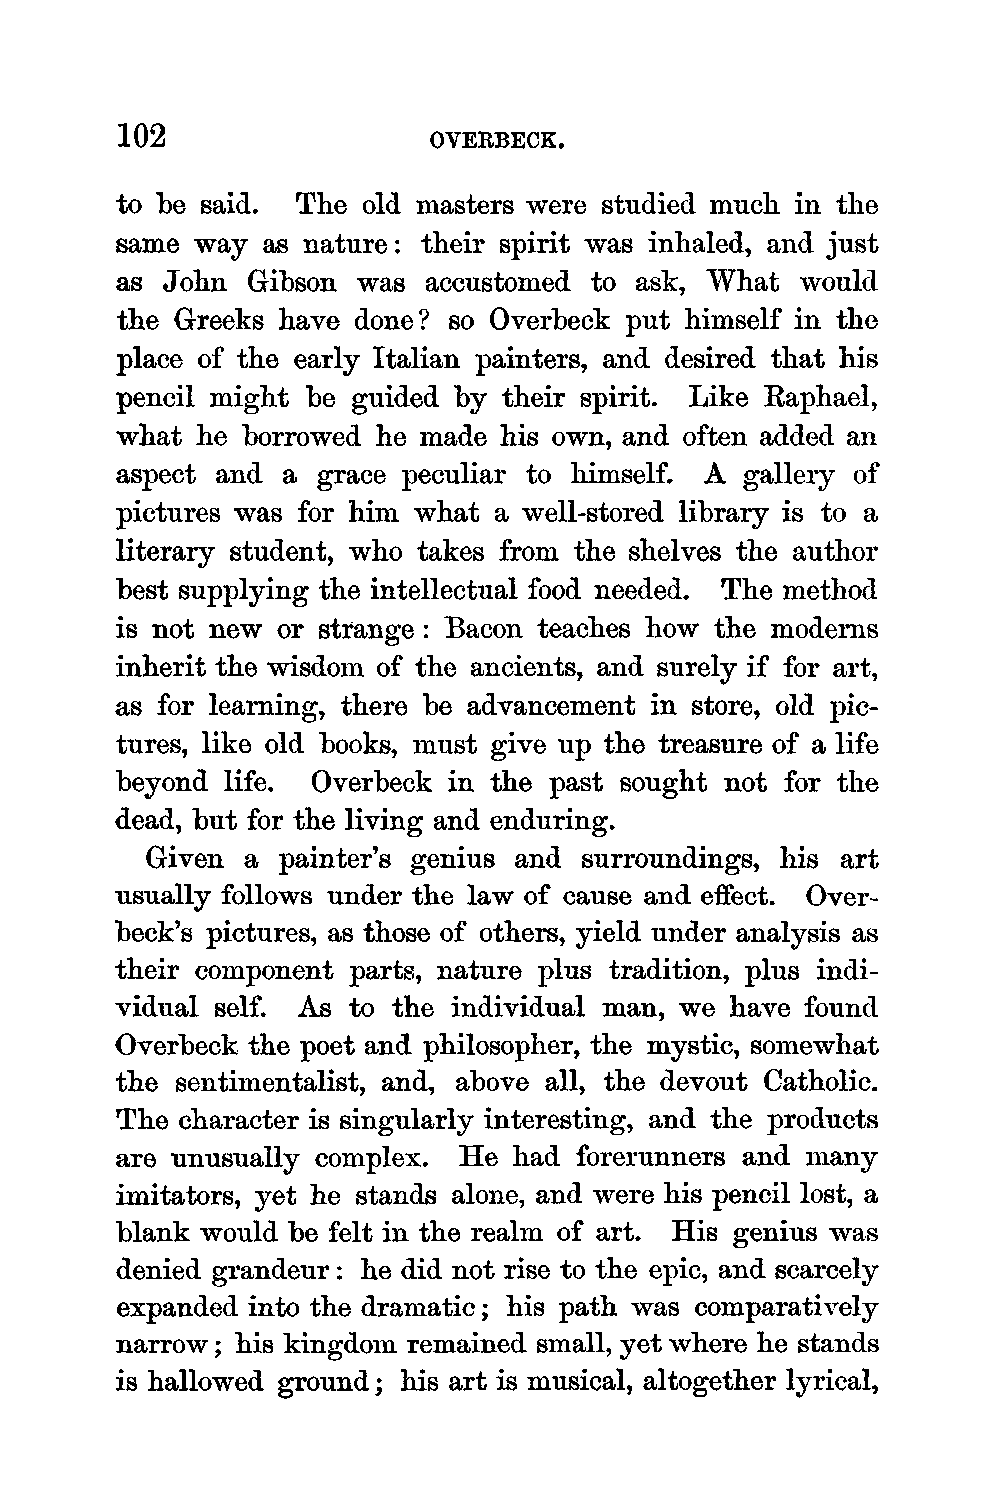 102 OVERBECK.
to be said. The old masters were studied much in the
same way as nature: their spirit was inhaled, and just
as John Gibson was accustomed to ask, What would
the Greeks have done? so Overbeck put himself in the
place of the early Italian painters, and desired that his
pencil might be guided by their spirit. Like Raphael,
what he borrowed he made his own, and often added an
aspect and a grace peculiar to himself. A gallery of
pictures was for him what a well-stored library is to a
literary student, who takes from the shelves the author
best supplying the intellectual food needed. The method
is not new or strange: Bacon teaches how the moderns
inherit the wisdom of the ancients, and surely if for art,
as for learning, there be advancement in store, old pic-
tures, like old books, must give up the treasure of a life
beyond life. Overbeck in the past sought not for the
dead, but for the living and enduring.
Given a painter's genius and surroundings, his art
usually follows under the law of cause and effect. Over-
beck's pictures, as those of others, yield under analysis as
their component parts, nature plus tradition, plus indi-
vidual self. As to the individual man, we have found
Overbeck the poet and philosopher, the mystic, somewhat
the sentimentalist, and, above all, the devout Catholic.
The character is singularly interesting, and the products
are unusually complex. He had forerunners and many
imitators, yet he stands alone, and were his pencil lost, a
blank would be felt in the realm of art. His genius was
denied grandeur: he did not rise to the epic, and scarcely
expanded into the dramatic; his path was comparatively
narrow; his kingdom remained small, yet where he stands
is hallowed ground; his art is musical, altogether lyrical,